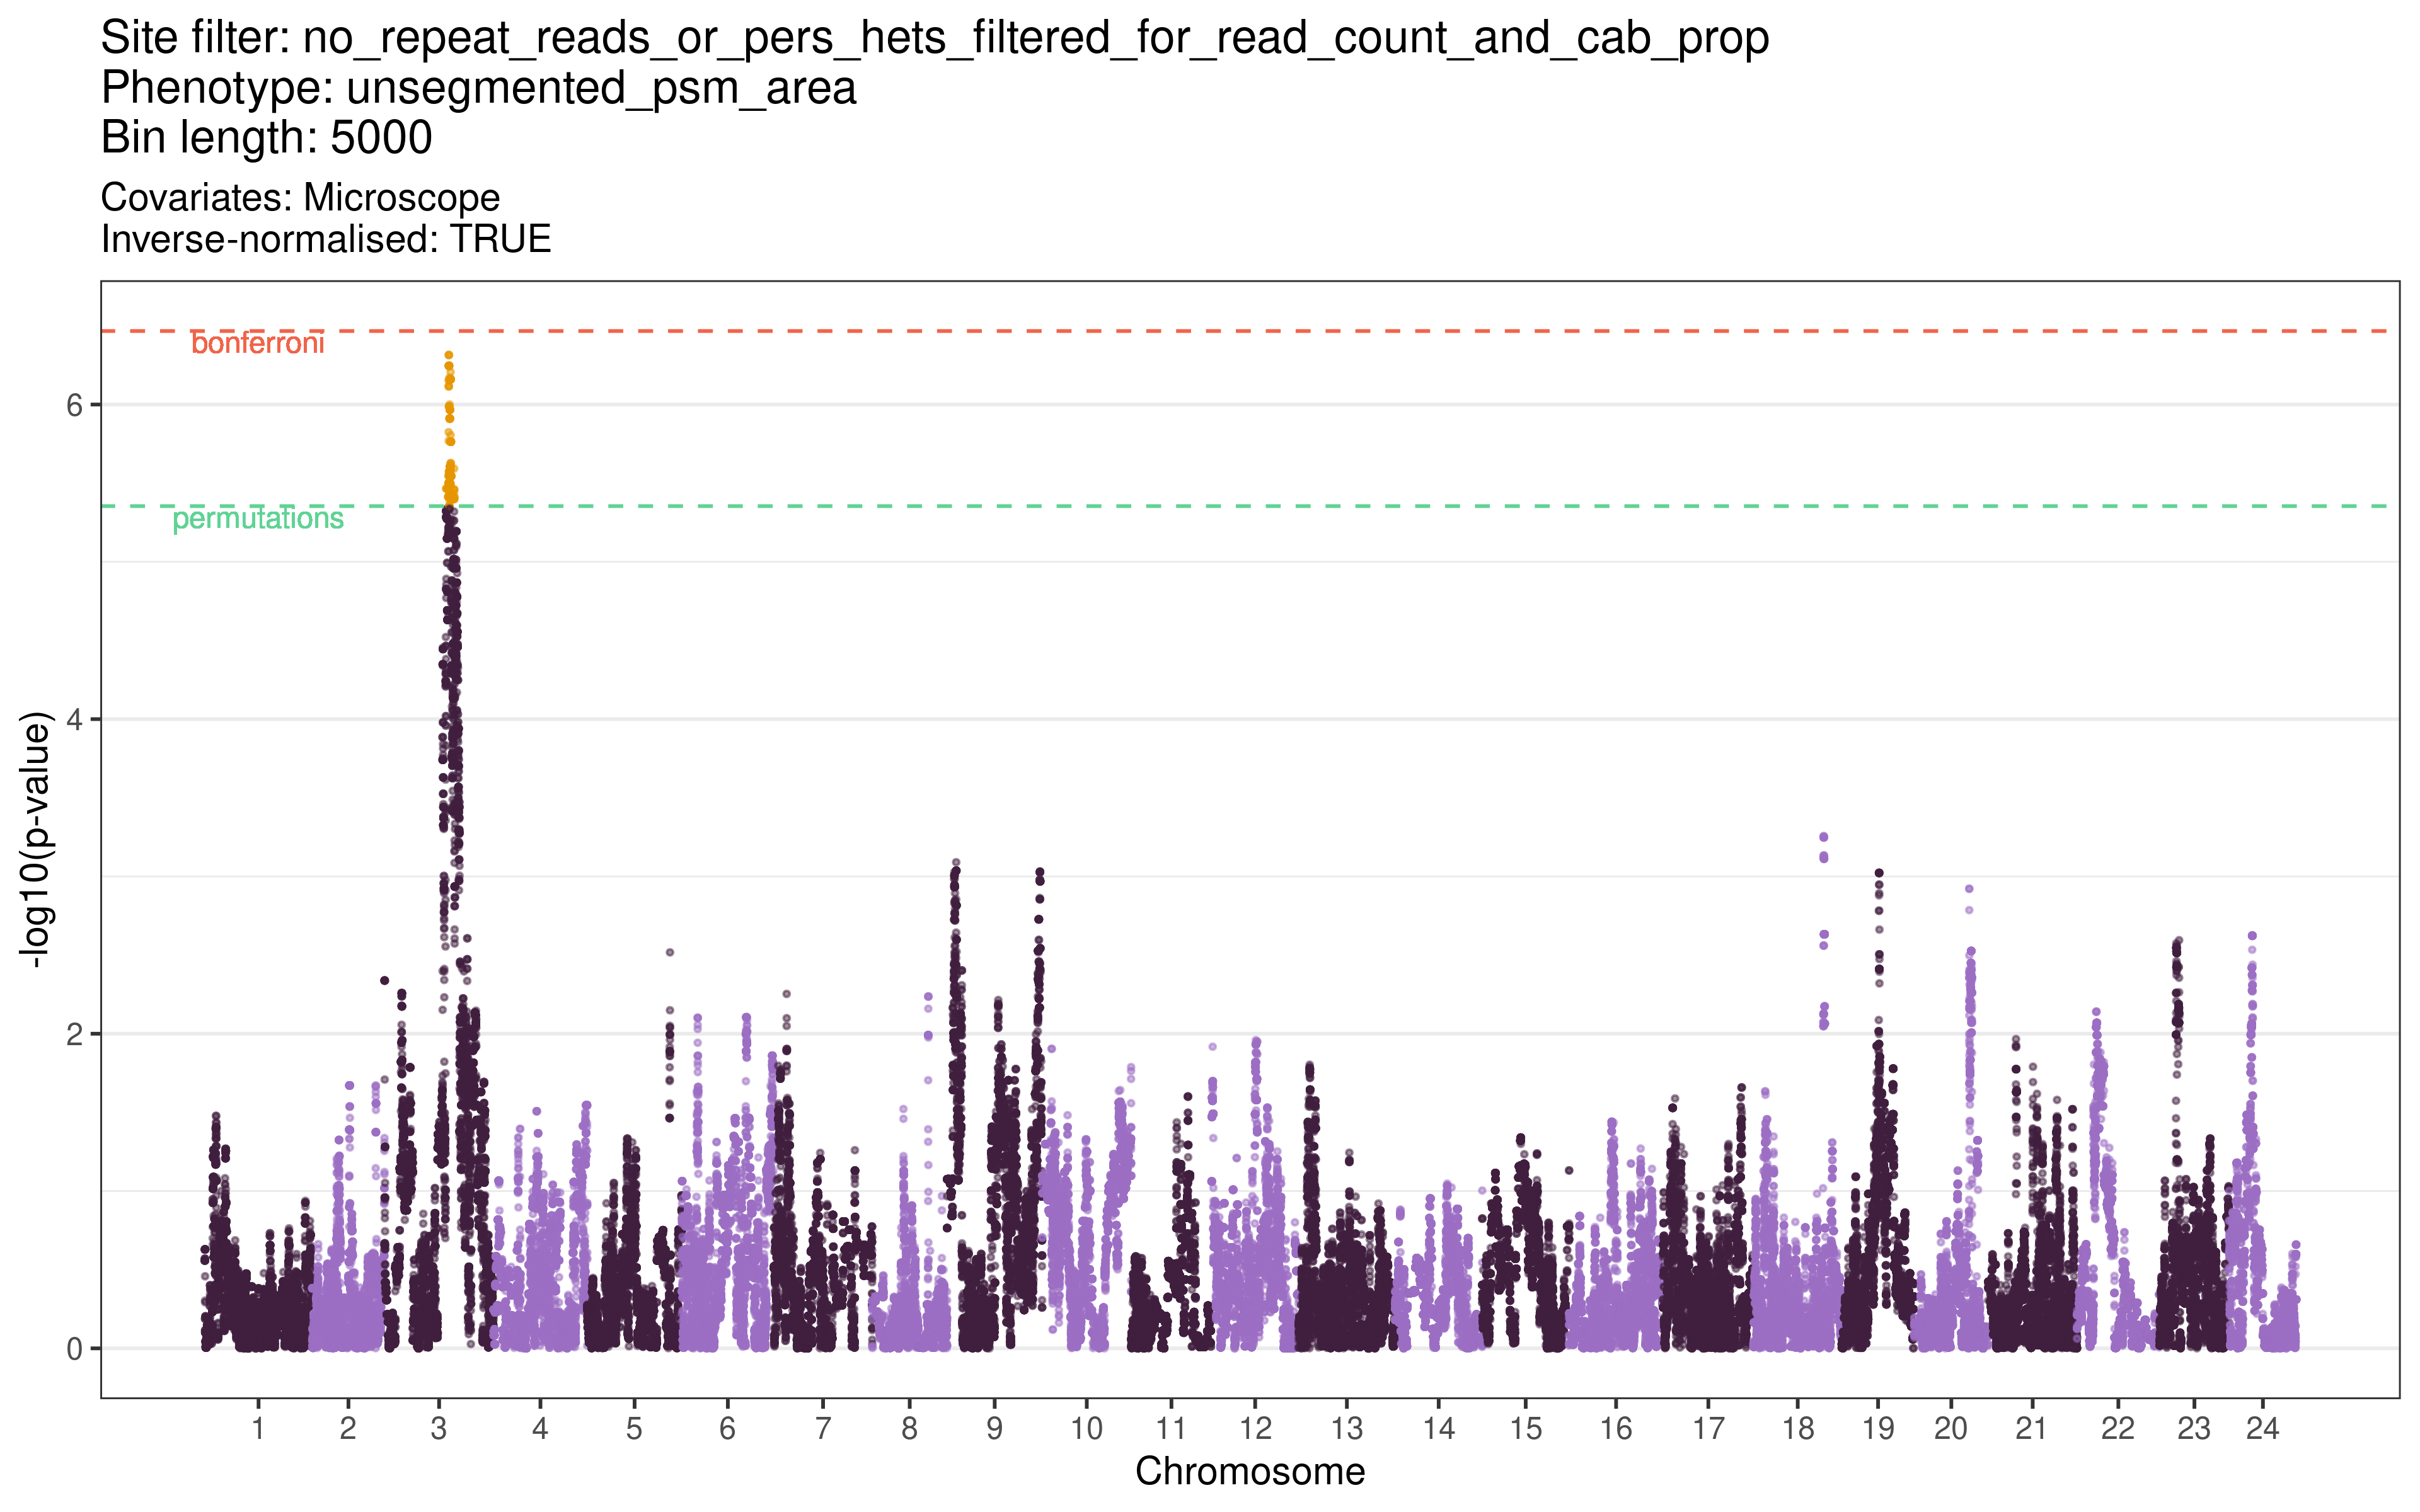 Site filter: no_repeat_reads_or_pers_hets_filtered_for_read_count_and_cab_prop
Phenotype: unsegmented_psm_area
Bin length: 5000
Covariates: Microscope
Inverse-normalised: TRUE
bonferroni
6
permutations
4
-log10(p-value)
2
0
1 2 3 4 5 6 7 8 9 10 11 12 13 14 15 16 17 18 19 20 21 22 23 24
Chromosome